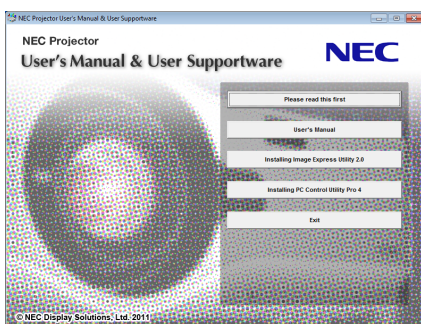 NEC Projector User's Manual & User Supportware
NEC Projector
User's Manual & User Supportware
NEC
Please read this first
User's Manual
Installing Image Express Utility 2.0
Installing PC Control Utility Pro 4
Exit
© NEC Display Solutions, Ltd. 2011